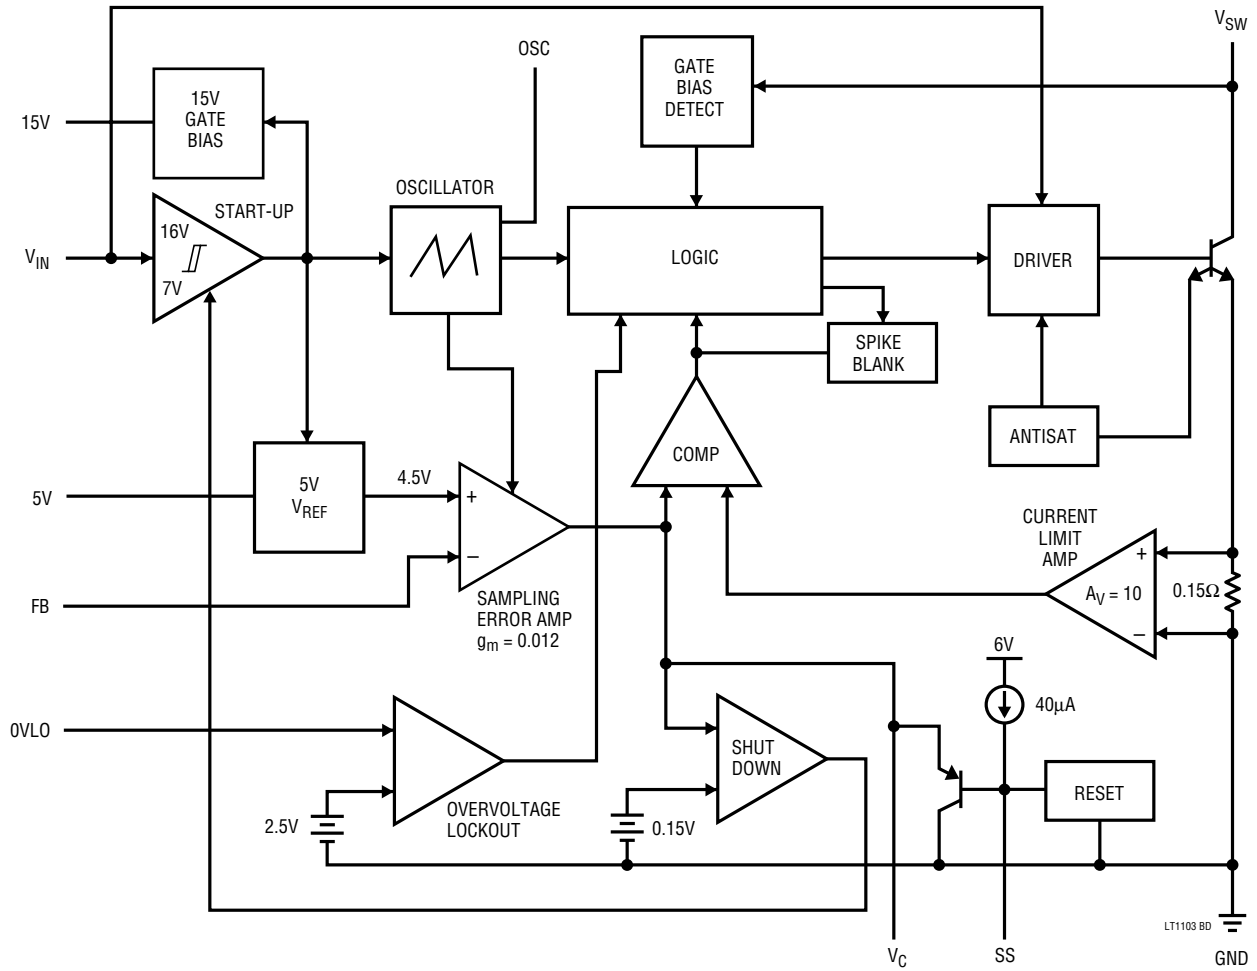 V_SW
OSC
GATE
BIAS
DETECT
15V
GATE
BIAS
15V
OSCILLATOR
START-UP
16V
7V
V_IN
LOGIC
DRIVER
SPIKE
BLANK
ANTISAT
COMP
5V
5V
V_REF
4.5V
+
–
CURRENT
LIMIT
AMP
+
A_V = 10
–
0.15Ω
FB
SAMPLING
ERROR AMP
g_m = 0.012
6V
40µA
0VLO
SHUT
DOWN
RESET
OVERVOLTAGE
LOCKOUT
2.5V
0.15V
LT1103 BD
V_C
SS
GND